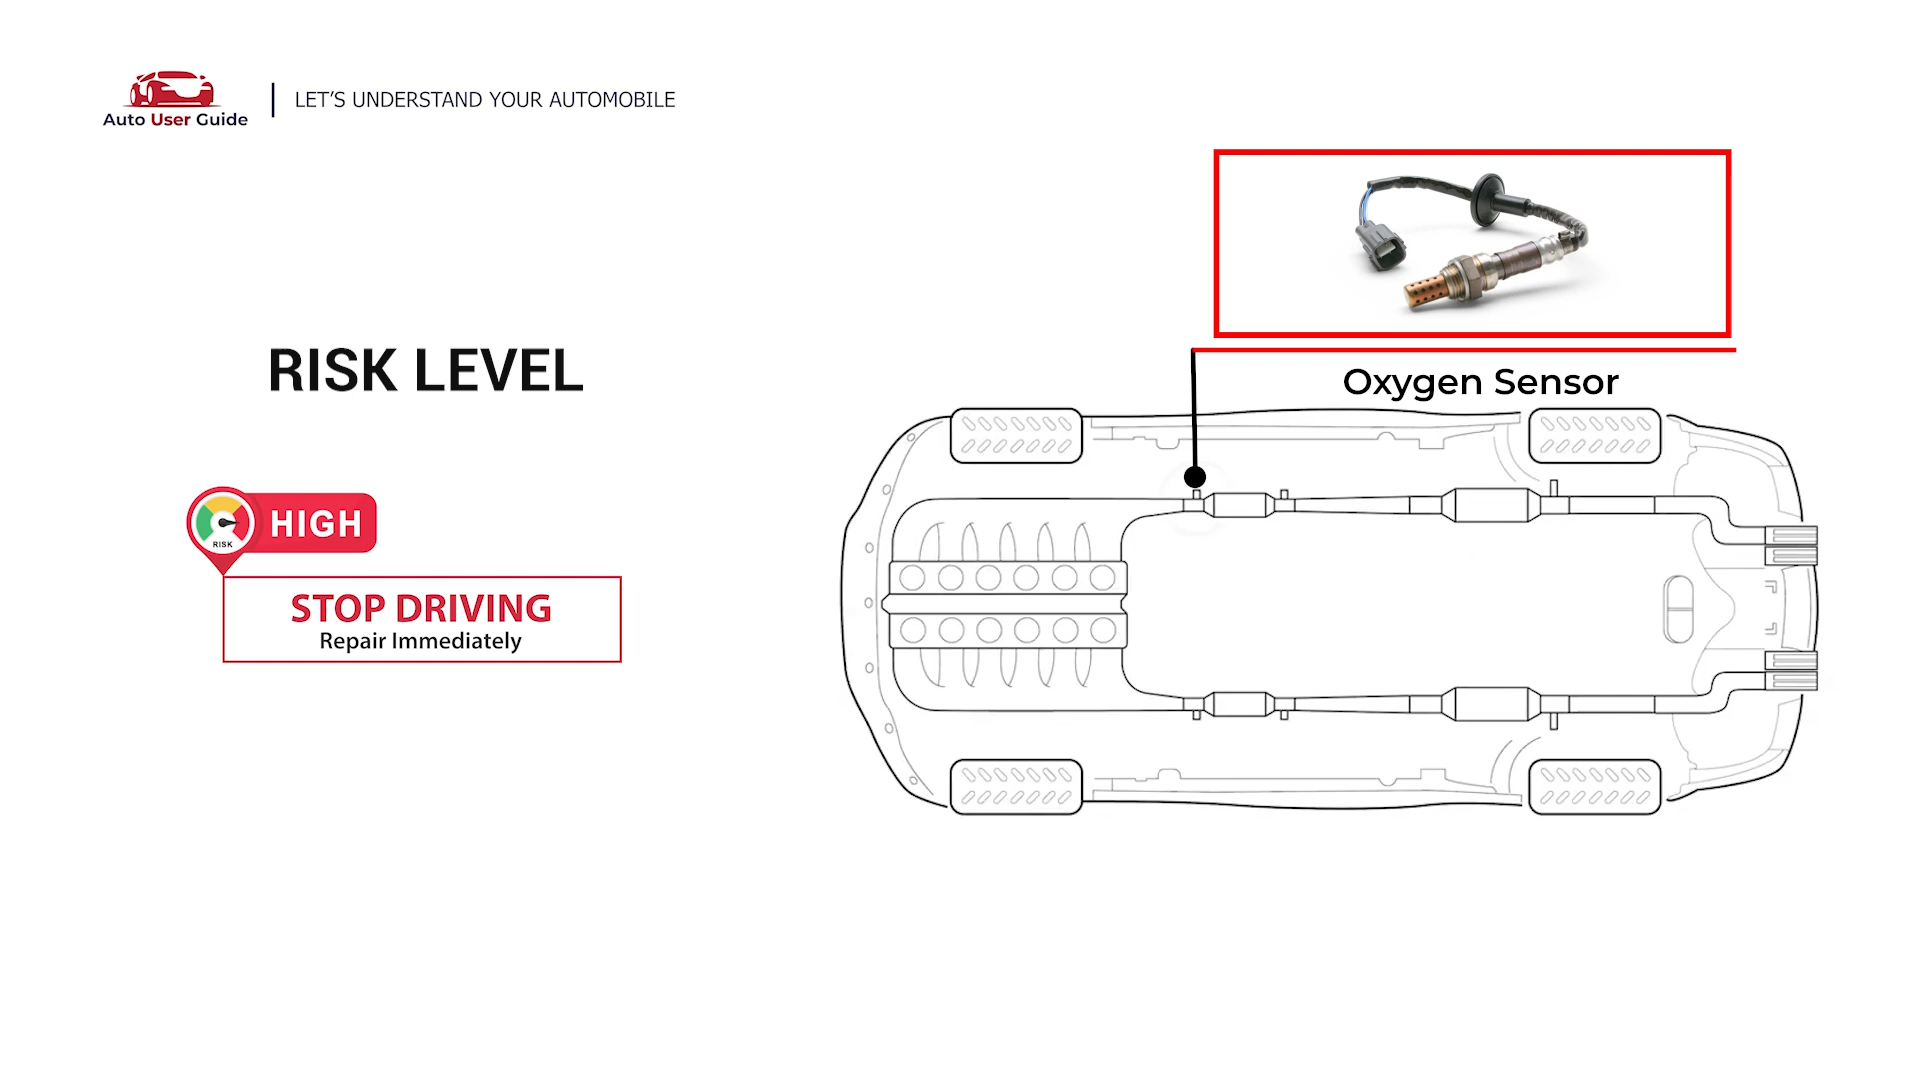 Auto User Guide
LET'S UNDERSTAND YOUR AUTOMOBILE
Oxygen Sensor
RISK LEVEL
RISK
HIGH
STOP DRIVING
Repair Immediately